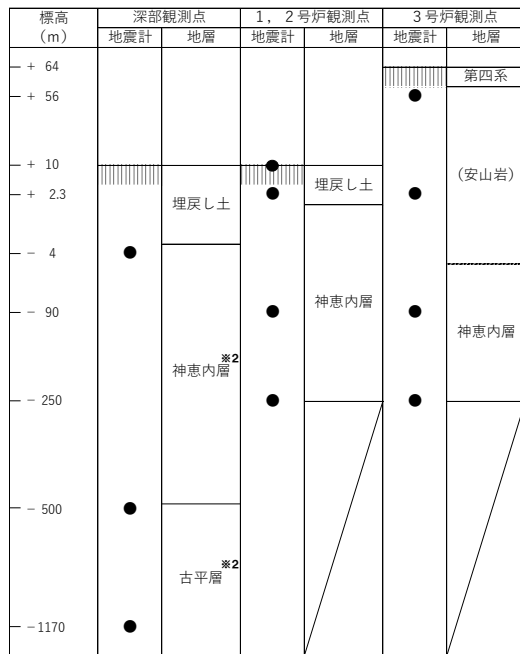 標高
（m）
深部観測点
1，2号炉観測点
3号炉観測点
地震計
地層
地震計
地層
地震計
地層
＋ 64
第四系
＋ 56
(安山岩)
＋ 10
埋戻し土
埋戻し土
＋ 2.3
－ 4
神恵内層
－ 90
神恵内層※2
神恵内層
－ 250
－ 500
古平層※2
－1170